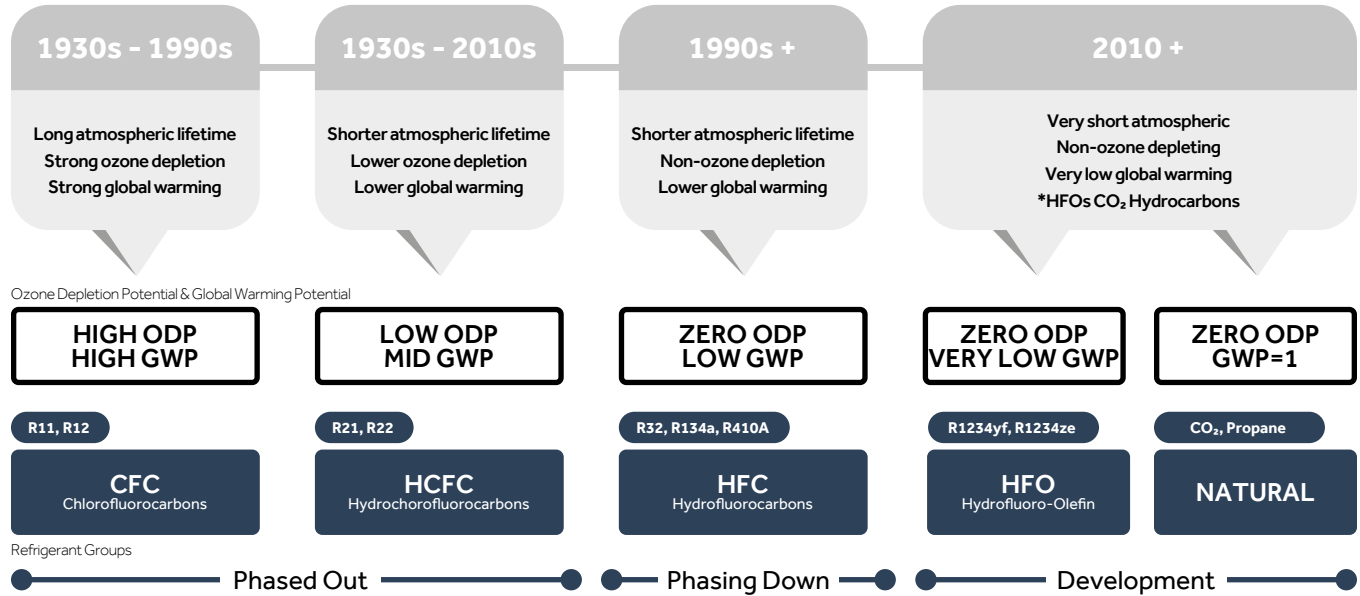 1930s - 1990s
1930s - 2010s
1990s +
2010 +
Long atmospheric lifetime
Strong ozone depletion
Strong global warming
Shorter atmospheric lifetime
Lower ozone depletion
Lower global warming
Shorter atmospheric lifetime
Non-ozone depletion
Lower global warming
Very short atmospheric
Non-ozone depleting
Very low global warming
*HFOs CO₂ Hydrocarbons
Ozone Depletion Potential & Global Warming Potential
HIGH ODP
HIGH GWP
LOW ODP
MID GWP
ZERO ODP
LOW GWP
ZERO ODP
VERY LOW GWP
ZERO ODP
GWP=1
R11, R12
R21, R22
R32, R134a, R410A
R1234yf, R1234ze
CO₂, Propane
CFC
Chlorofluorocarbons
HCFC
Hydrochorofluorocarbons
HFC
Hydrofluorocarbons
HFO
Hydrofluoro-Olefin
NATURAL
Refrigerant Groups
Phased Out
Phasing Down
Development